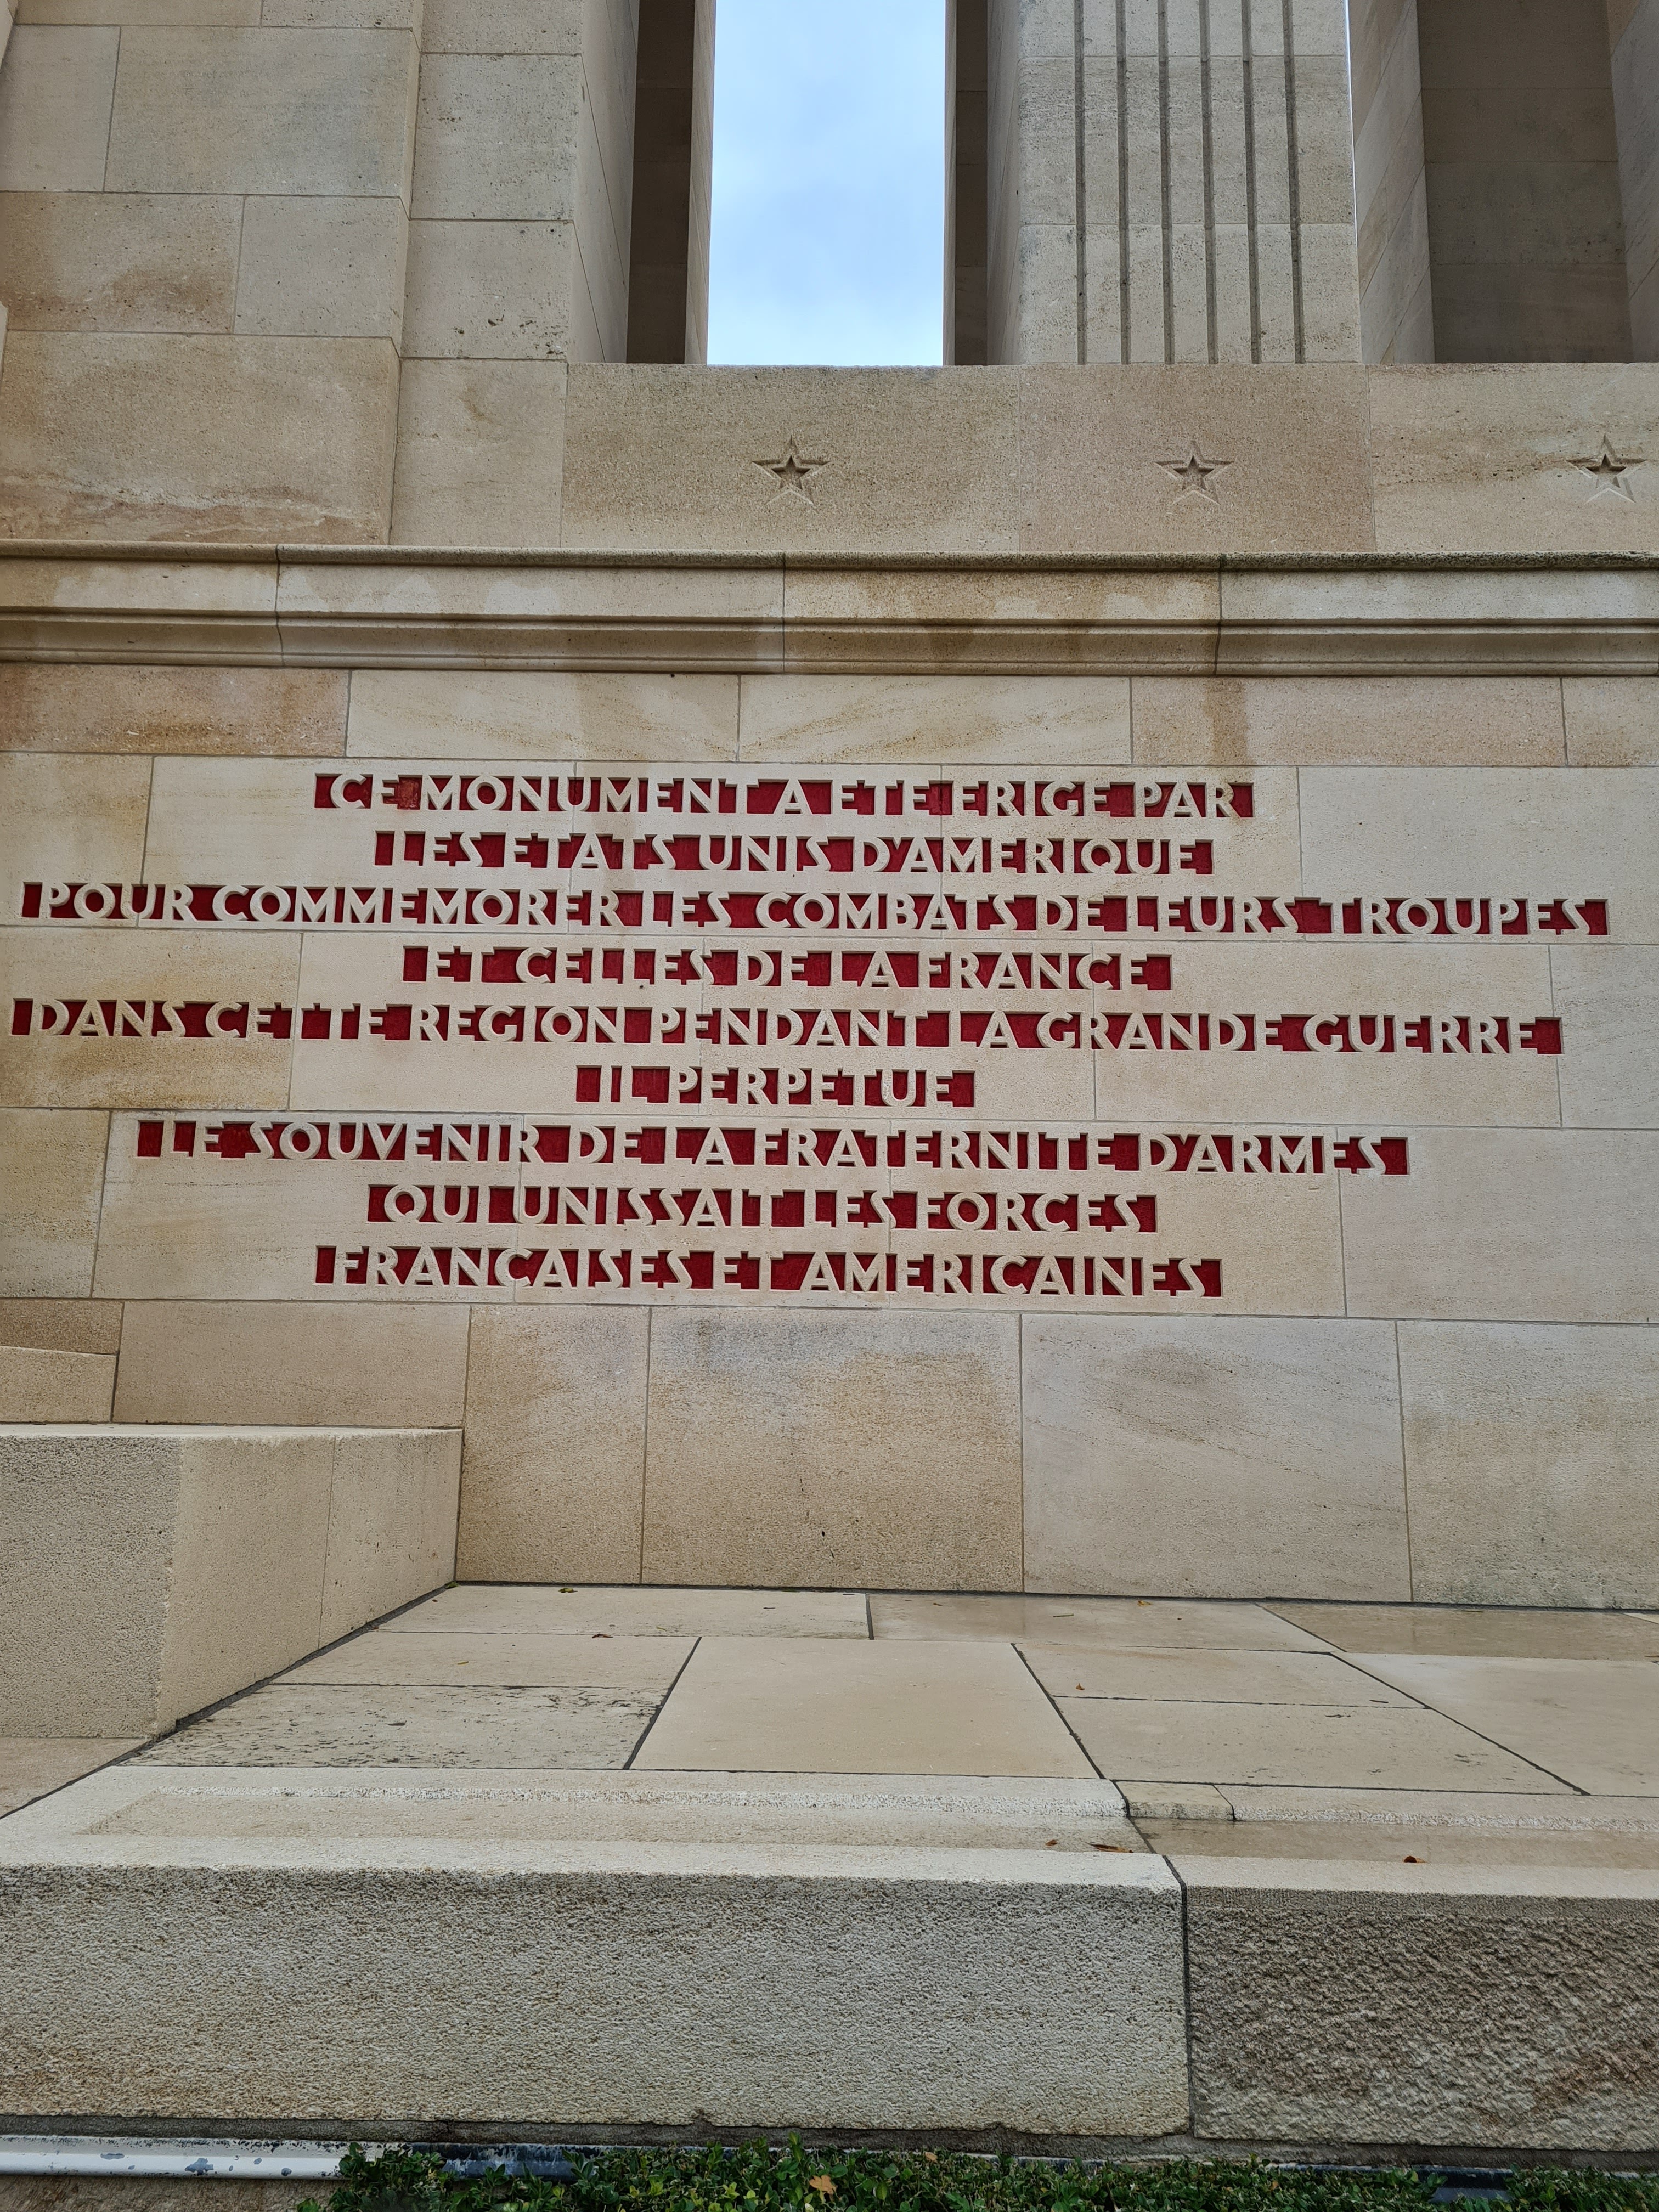 CE MONUMENT A ETE ERIGE PAR
LES ETATS UNIS D'AMERIQUE
POUR COMMEMORER LES COMBATS DE LEURS TROUPES
ET CELLES DE LA FRANCE
DANS CETTE REGION PENDANT LA GRANDE GUERRE
IL PERPETUE
LE SOUVENIR DE LA FRATERNITE D'ARMES
QUI UNISSAIT LES FORCES
FRANCAISES ET AMERICAINES